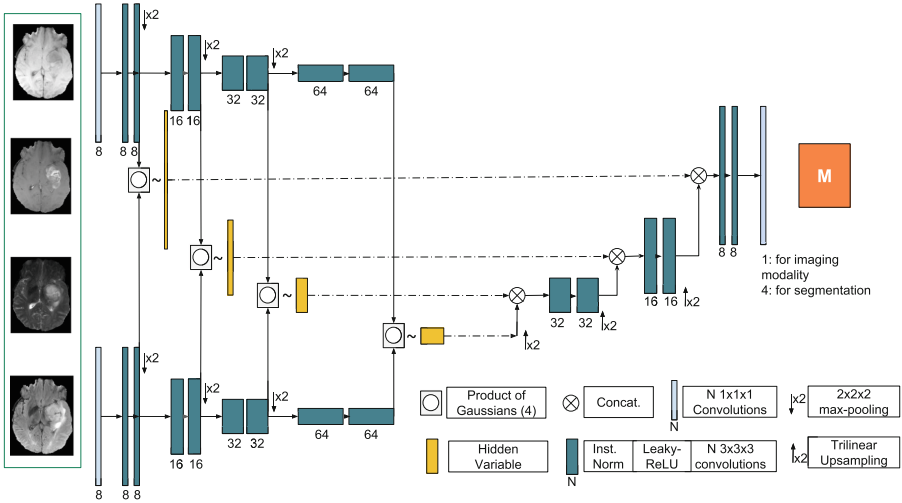 x2
x2
x2
8
8 8
16 16
32 32
64
64
~
~
~
~
M
8 8
1: for imaging
modality
4: for segmentation
16 16
x2
32 32
x2
x2
x2
x2
x2
8
8 8
16 16
32 32
64
64
Product of
Gaussians (4)
Concat.
N
N 1x1x1
Convolutions
x2
2x2x2
max-pooling
Hidden
Variable
N
Inst.
Norm
Leaky-
ReLU
N 3x3x3
convolutions
x2
Trilinear
Upsampling